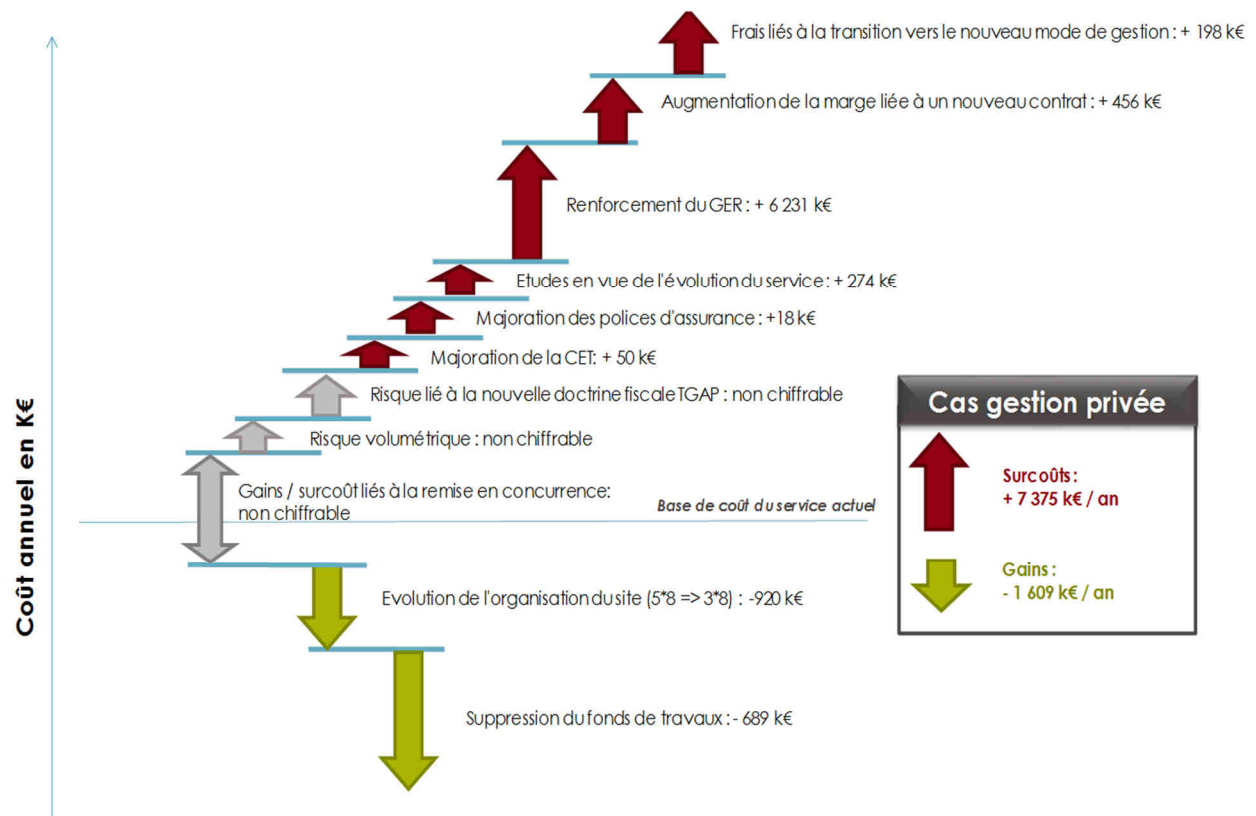 Frais liés à la transition vers le nouveau mode de gestion : + 198 k€
Augmentation de la marge liée à un nouveau contrat : + 456 k€
Renforcement du GER : + 6 231 k€
Etudes en vue de l'évolution du service : + 274 k€
Majoration des polices d'assurance : +18 k€
Majoration de la CET: + 50 k€
Risque lié à la nouvelle doctrine fiscale TGAP : non chiffrable
Risque volumétrique : non chiffrable
Gains / surcoût liés à la remise en concurrence:
non chiffrable
Base de coût du service actuel
Evolution de l'organisation du site (5*8 => 3*8) : -920 k€
Suppression du fonds de travaux : - 689 k€
Coût annuel en K€
Cas gestion privée
Surcoûts :
+ 7 375 k€ / an
Gains :
- 1 609 k€ / an